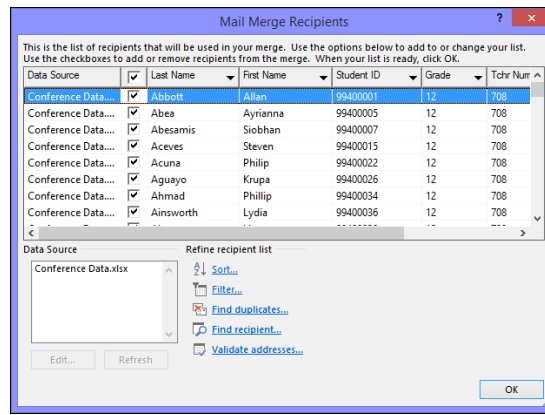 Mail Merge Recipients
? ×
This is the list of recipients that will be used in your merge. Use the options below to add to or change your list.
Use the checkboxes to add or remove recipients from the merge. When your list is ready, click OK.
Data Source Last Name First Name Student ID Grade Tchr Num
Conference Data.... Abbott Allan 99400001 12 708
Conference Data.... Abea Ayrianna 99400005 12 708
Conference Data.... Abesamis Siobhan 99400007 12 708
Conference Data.... Aceves Steven 99400015 12 708
Conference Data.... Acuna Philip 99400022 12 708
Conference Data.... Aguayo Krupa 99400026 12 708
Conference Data.... Ahmad Phillip 99400034 12 708
Conference Data.... Ainsworth Lydia 99400036 12 708
Data Source Refine recipient list
Conference Data.xlsx
Sort...
Filter...
Find duplicates...
Find recipient...
Validate addresses...
Edit... Refresh
OK